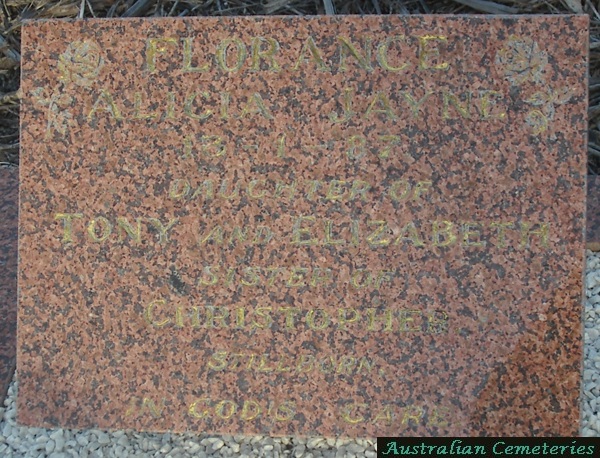 FLORANCE
ALICIA JAYNE
13-1-87
DAUGHTER OF
TONY AND ELIZABETH
SISTER OF
CHRISTOPHER
STILLBORN,
IN GOD'S CARE
Australian Cemeteries